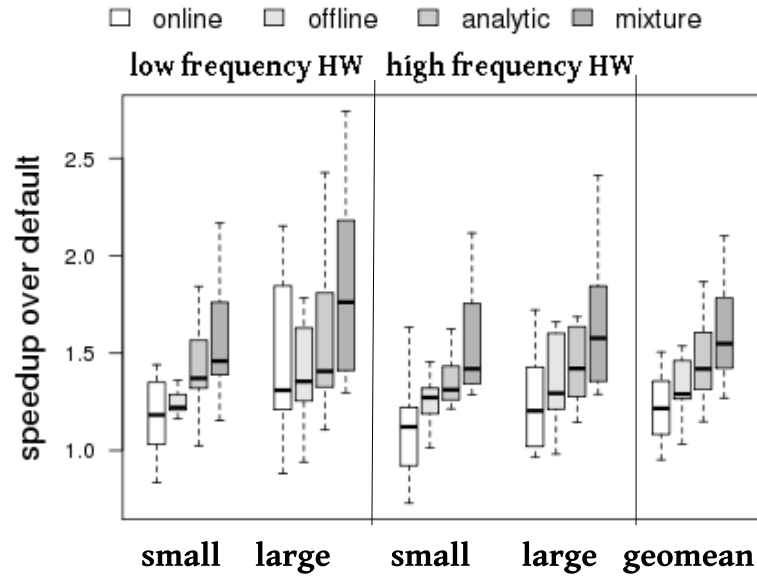 online offline analytic mixture
low frequency HW high frequency HW
speedup over default
2.5
2.0
1.5
1.0
small large small large geomean